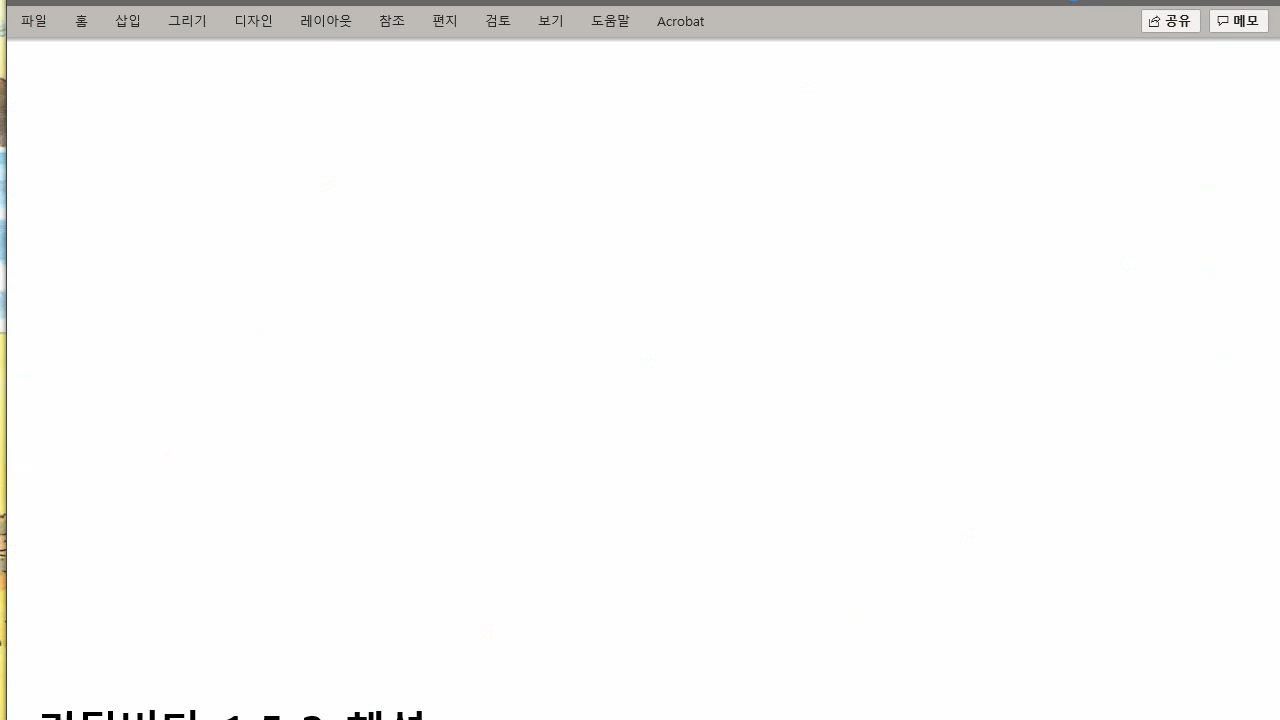 파일 홈 삽입 그리기 디자인 레이아웃 참조 편지 검토 보기 도움말 Acrobat 공유 메모